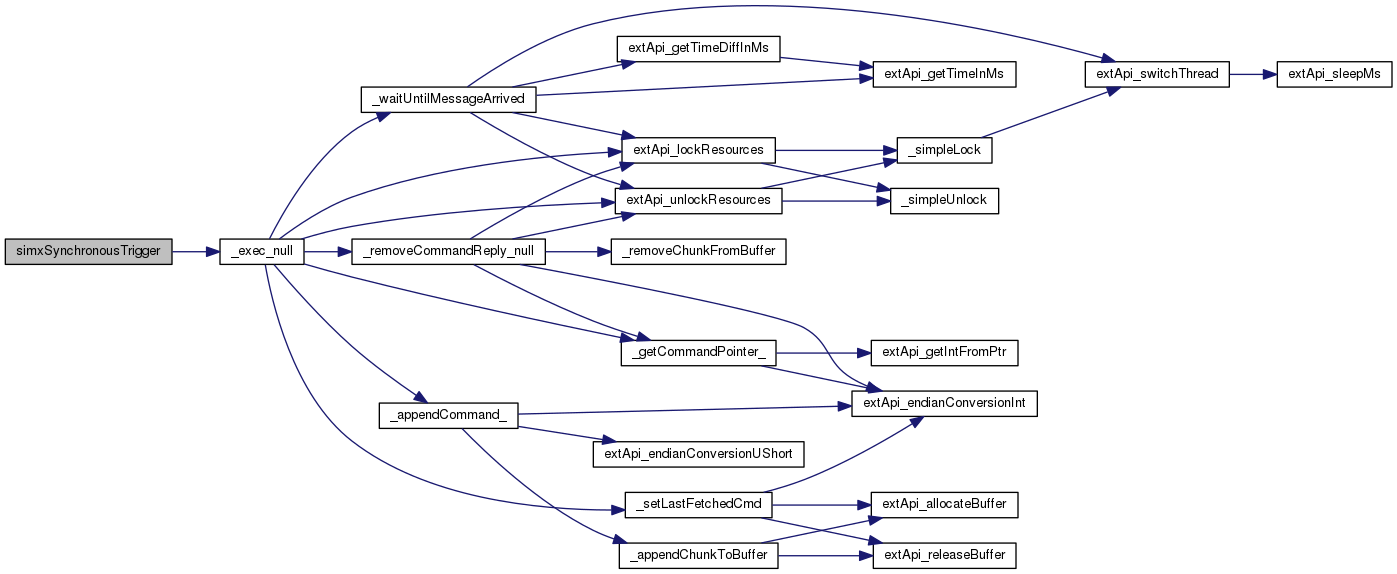 simxSynchronousTrigger
_exec_null
_waitUntilMessageArrived
_removeCommandReply_null
_appendCommand_
extApi_getTimeDiffInMs
extApi_lockResources
extApi_unlockResources
_removeChunkFromBuffer
_getCommandPointer_
extApi_endianConversionUShort
_setLastFetchedCmd
_appendChunkToBuffer
extApi_getTimeInMs
_simpleLock
_simpleUnlock
extApi_getIntFromPtr
extApi_endianConversionInt
extApi_allocateBuffer
extApi_releaseBuffer
extApi_switchThread
extApi_sleepMs